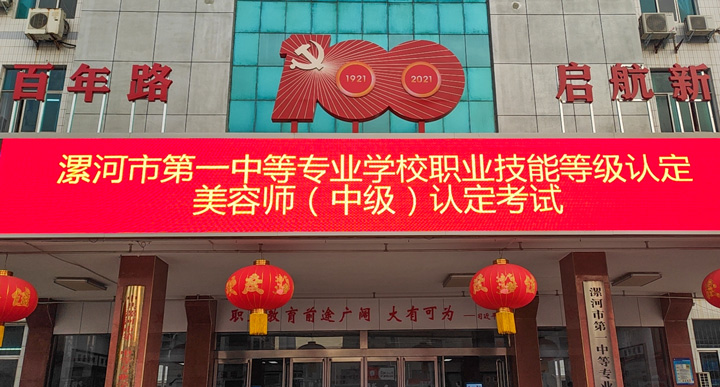 百年路
1921
2021
启航新
漯河市第一中等专业学校职业技能等级认定
美容师（中级）认定考试
职 教育前途广阔 大有可为
漯河市第一中等专业